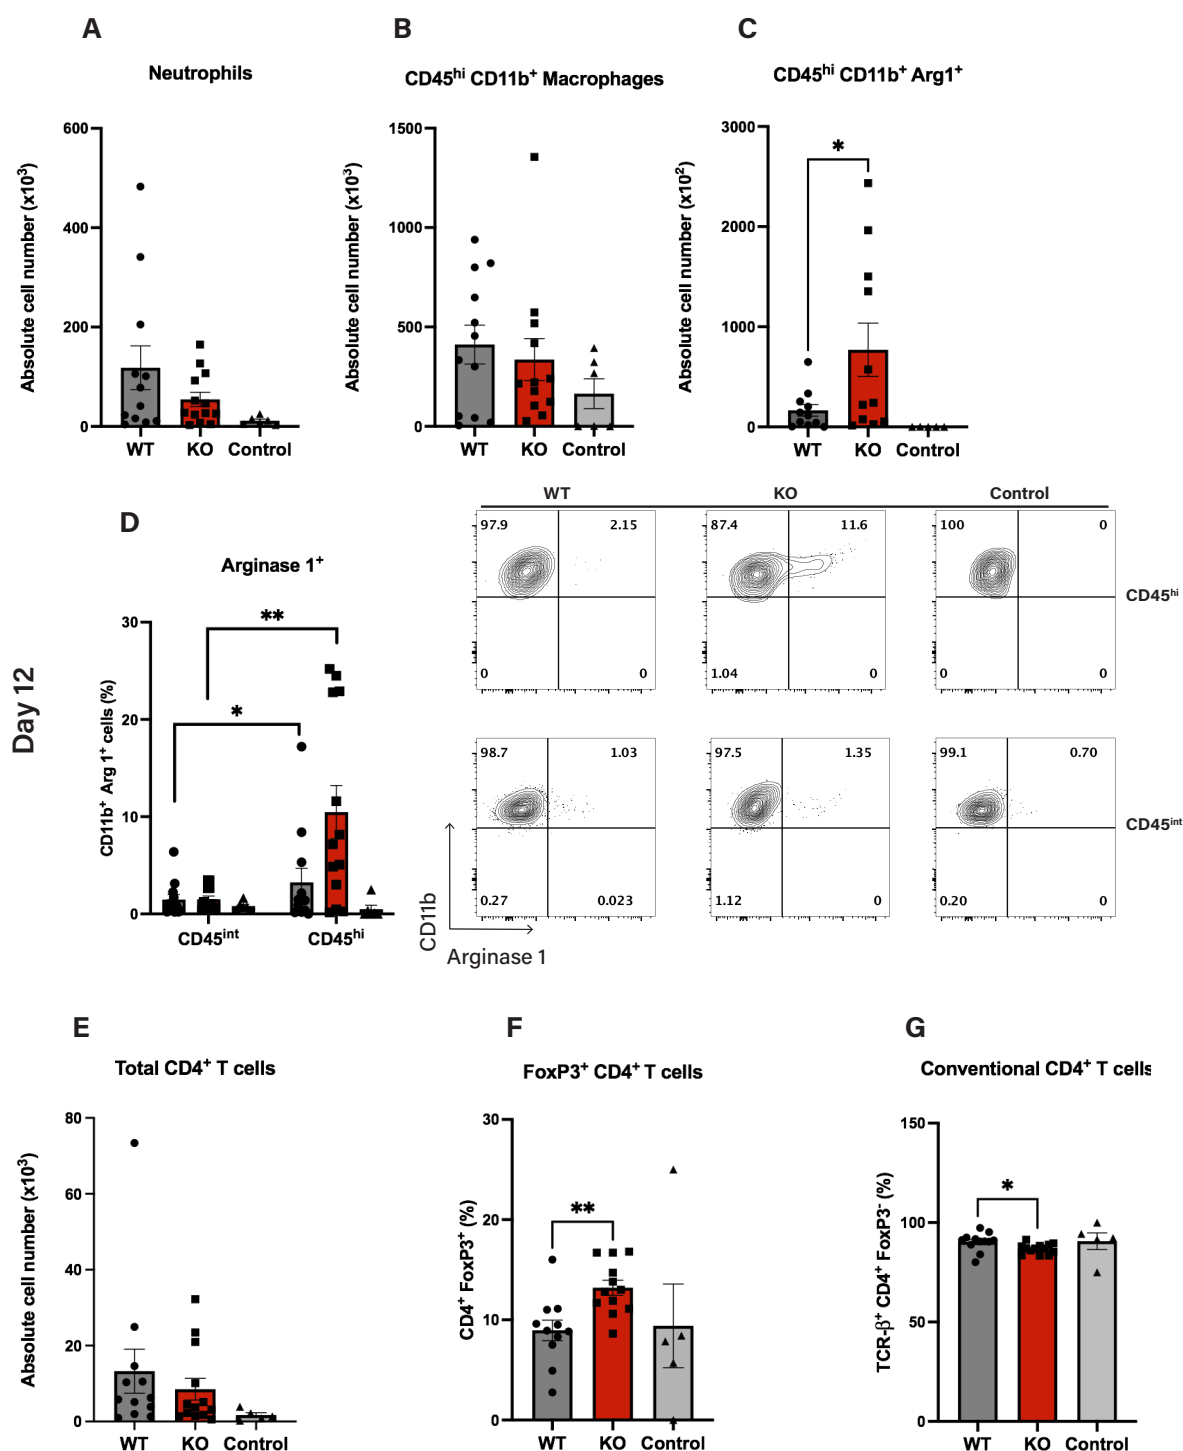 A
B
C
Neutrophils
CD45hi CD11b+ Macrophages
CD45hi CD11b+ Arg1+
Absolute cell number (x103)
600
400
200
0
WT
KO
Control
Absolute cell number (x103)
1500
1000
500
0
WT
KO
Control
Absolute cell number (x102)
3000
2000
1000
0
*
WT
KO
Control
Day 12
D
Arginase 1+
CD11b+ Arg 1+ cells (%)
30
20
10
0
**
*
CD45int
CD45hi
WT
KO
Control
97.9
2.15
0
0
87.4
11.6
1.04
0
100
0
0
0
CD45hi
98.7
1.03
0.27
0.023
97.5
1.35
1.12
0
99.1
0.70
0.20
0
CD45int
CD11b
Arginase 1
E
F
G
Total CD4+ T cells
FoxP3+ CD4+ T cells
Conventional CD4+ T cells
Absolute cell number (x103)
80
60
40
20
0
WT
KO
Control
CD4+ FoxP3+ (%)
30
20
10
0
**
WT
KO
Control
TCR-β+ CD4+ FoxP3- (%)
150
100
50
0
*
WT
KO
Control